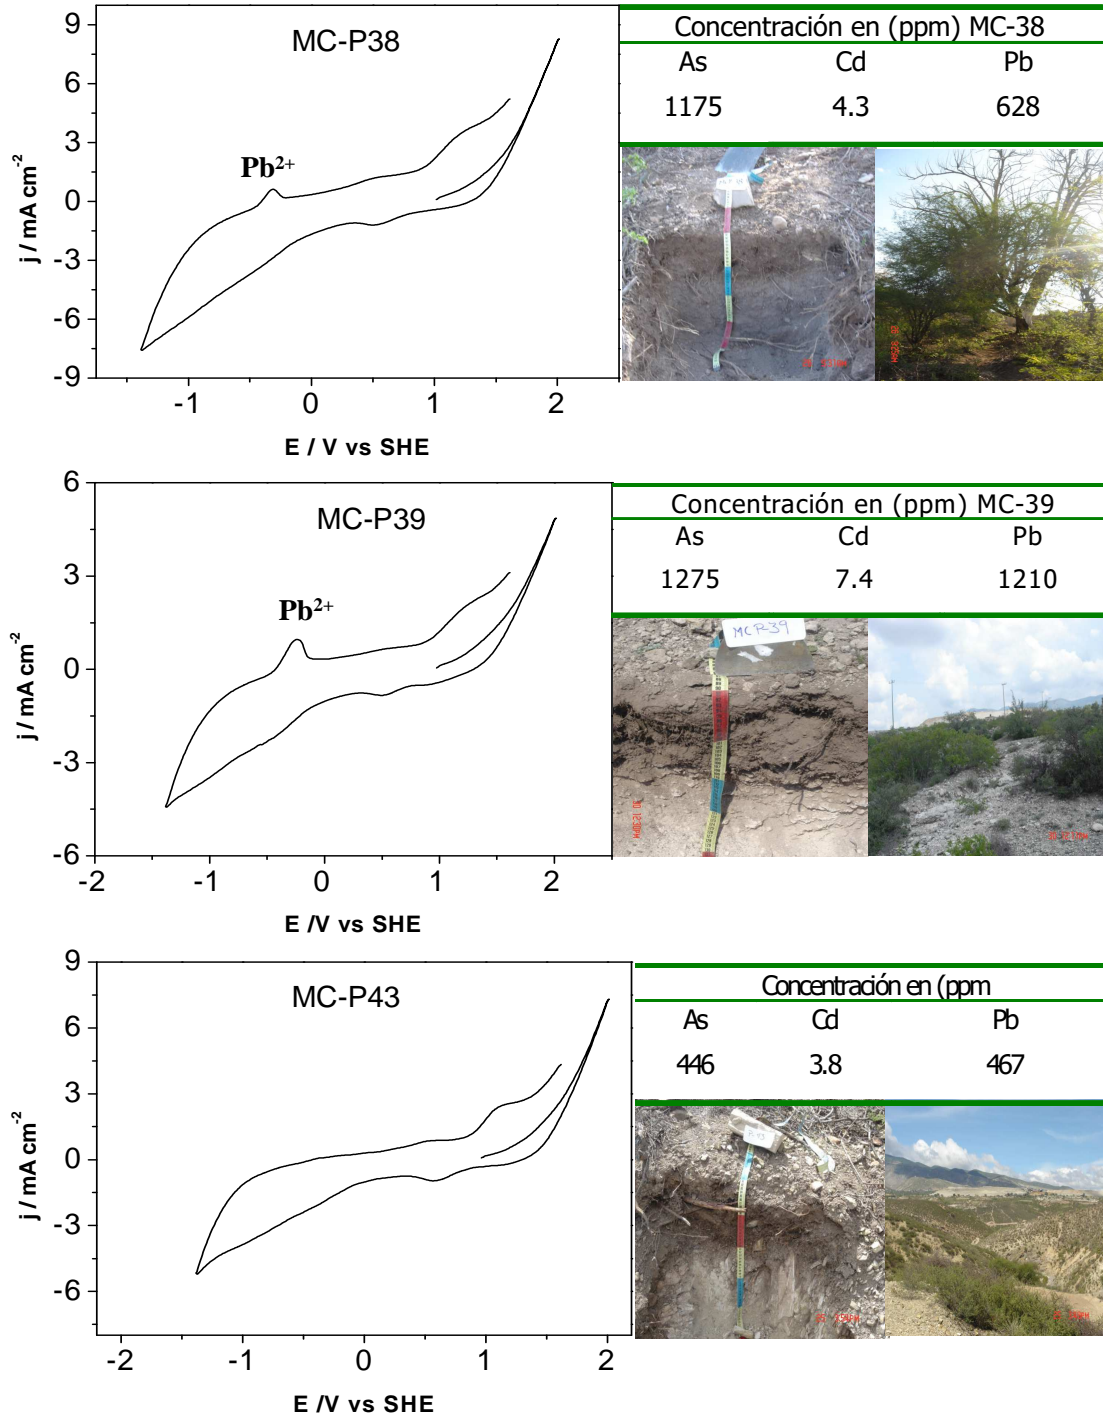 MC-P38
Pb2+
9
6
3
0
-3
-6
-9
-1
0
1
2
j / mA cm-2
E / V vs SHE
Concentración en (ppm) MC-38
As Cd Pb
1175 4.3 628
MC-P39
Pb2+
6
3
0
-3
-6
-2
-1
0
1
2
j / mA cm-2
E /V vs SHE
Concentración en (ppm) MC-39
As Cd Pb
1275 7.4 1210
MCP-39
MC-P43
9
6
3
0
-3
-6
-2
-1
0
1
2
j / mA cm-2
E /V vs SHE
Concentración en (ppm
As Cd Pb
446 3.8 467